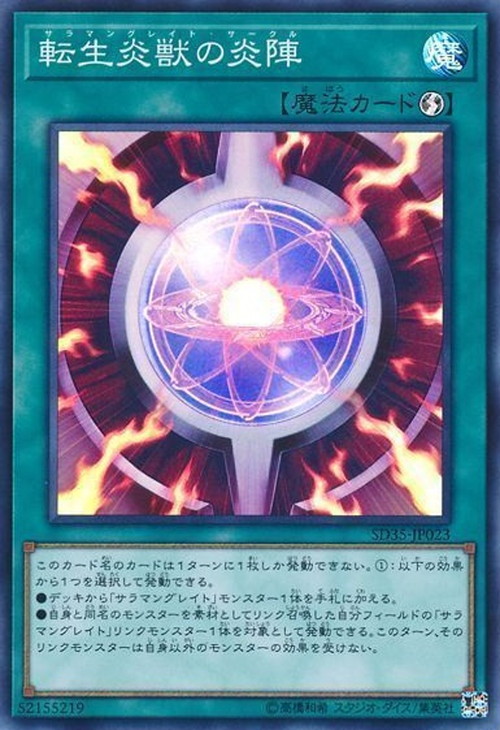 サラマングレイト・サークル
転生炎獣の炎陣
魔
【魔法カード】
SD35-JP023
このカード名のカードは1ターンに1枚しか発動できない。①:以下の効果
から1つを選択して発動できる。
●デッキから「サラマングレイト」モンスター1体を手札に加える。
●自身と同名のモンスターを素材としてリンク召喚した自分フィールドの「サラ
マングレイト」リンクモンスター1体を対象として発動できる。このターン、その
リンクモンスターは自身以外のモンスターの効果を受けない。
52155219
©高橋和希 スタジオ・ダイス/集英社